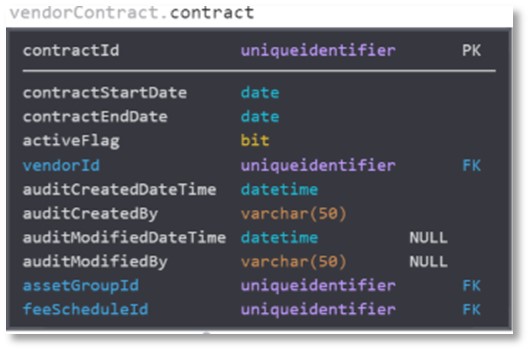 vendorContract.contract
contractId uniqueidentifier PK
contractStartDate date
contractEndDate date
activeFlag bit
vendorId uniqueidentifier FK
auditCreatedDateTime datetime
auditCreatedBy varchar(50)
auditModifiedDateTime datetime NULL
auditModifiedBy varchar(50) NULL
assetGroupId uniqueidentifier FK
feeScheduleId uniqueidentifier FK